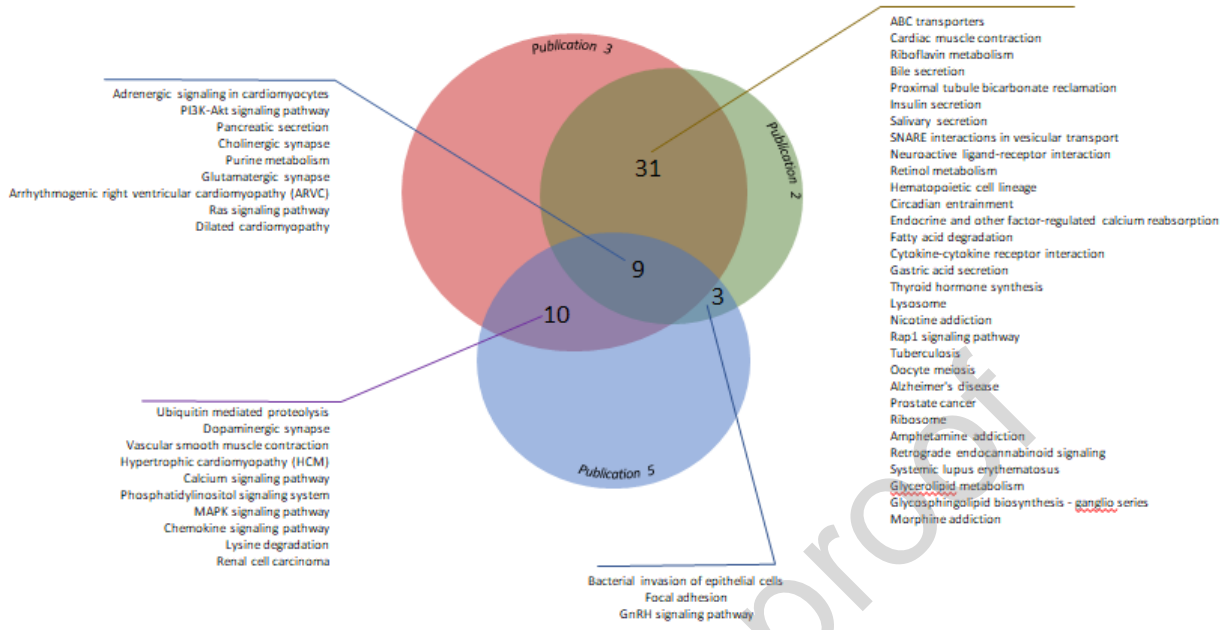 Publication 3
Publication 2
31
9
3
10
Publication 5
Adrenergic signaling in cardiomyocytes
PI3K-Akt signaling pathway
Pancreatic secretion
Cholinergic synapse
Purine metabolism
Glutamatergic synapse
Arrhythmogenic right ventricular cardiomyopathy (ARVC)
Ras signaling pathway
Dilated cardiomyopathy
ABC transporters
Cardiac muscle contraction
Riboflavin metabolism
Bile secretion
Proximal tubule bicarbonate reclamation
Insulin secretion
Salivary secretion
SNARE interactions in vesicular transport
Neuroactive ligand-receptor interaction
Retinol metabolism
Hematopoietic cell lineage
Circadian entrainment
Endocrine and other factor-regulated calcium reabsorption
Fatty acid degradation
Cytokine-cytokine receptor interaction
Gastric acid secretion
Thyroid hormone synthesis
Lysosome
Nicotine addiction
Rap1 signaling pathway
Tuberculosis
Oocyte meiosis
Alzheimer's disease
Prostate cancer
Ribosome
Amphetamine addiction
Retrograde endocannabinoid signaling
Systemic lupus erythematosus
Glycerolipid metabolism
Glycosphingolipid biosynthesis - ganglio series
Morphine addiction
Ubiquitin mediated proteolysis
Dopaminergic synapse
Vascular smooth muscle contraction
Hypertrophic cardiomyopathy (HCM)
Calcium signaling pathway
Phosphatidylinositol signaling system
MAPK signaling pathway
Chemokine signaling pathway
Lysine degradation
Renal cell carcinoma
Bacterial invasion of epithelial cells
Focal adhesion
GnRH signaling pathway
proof